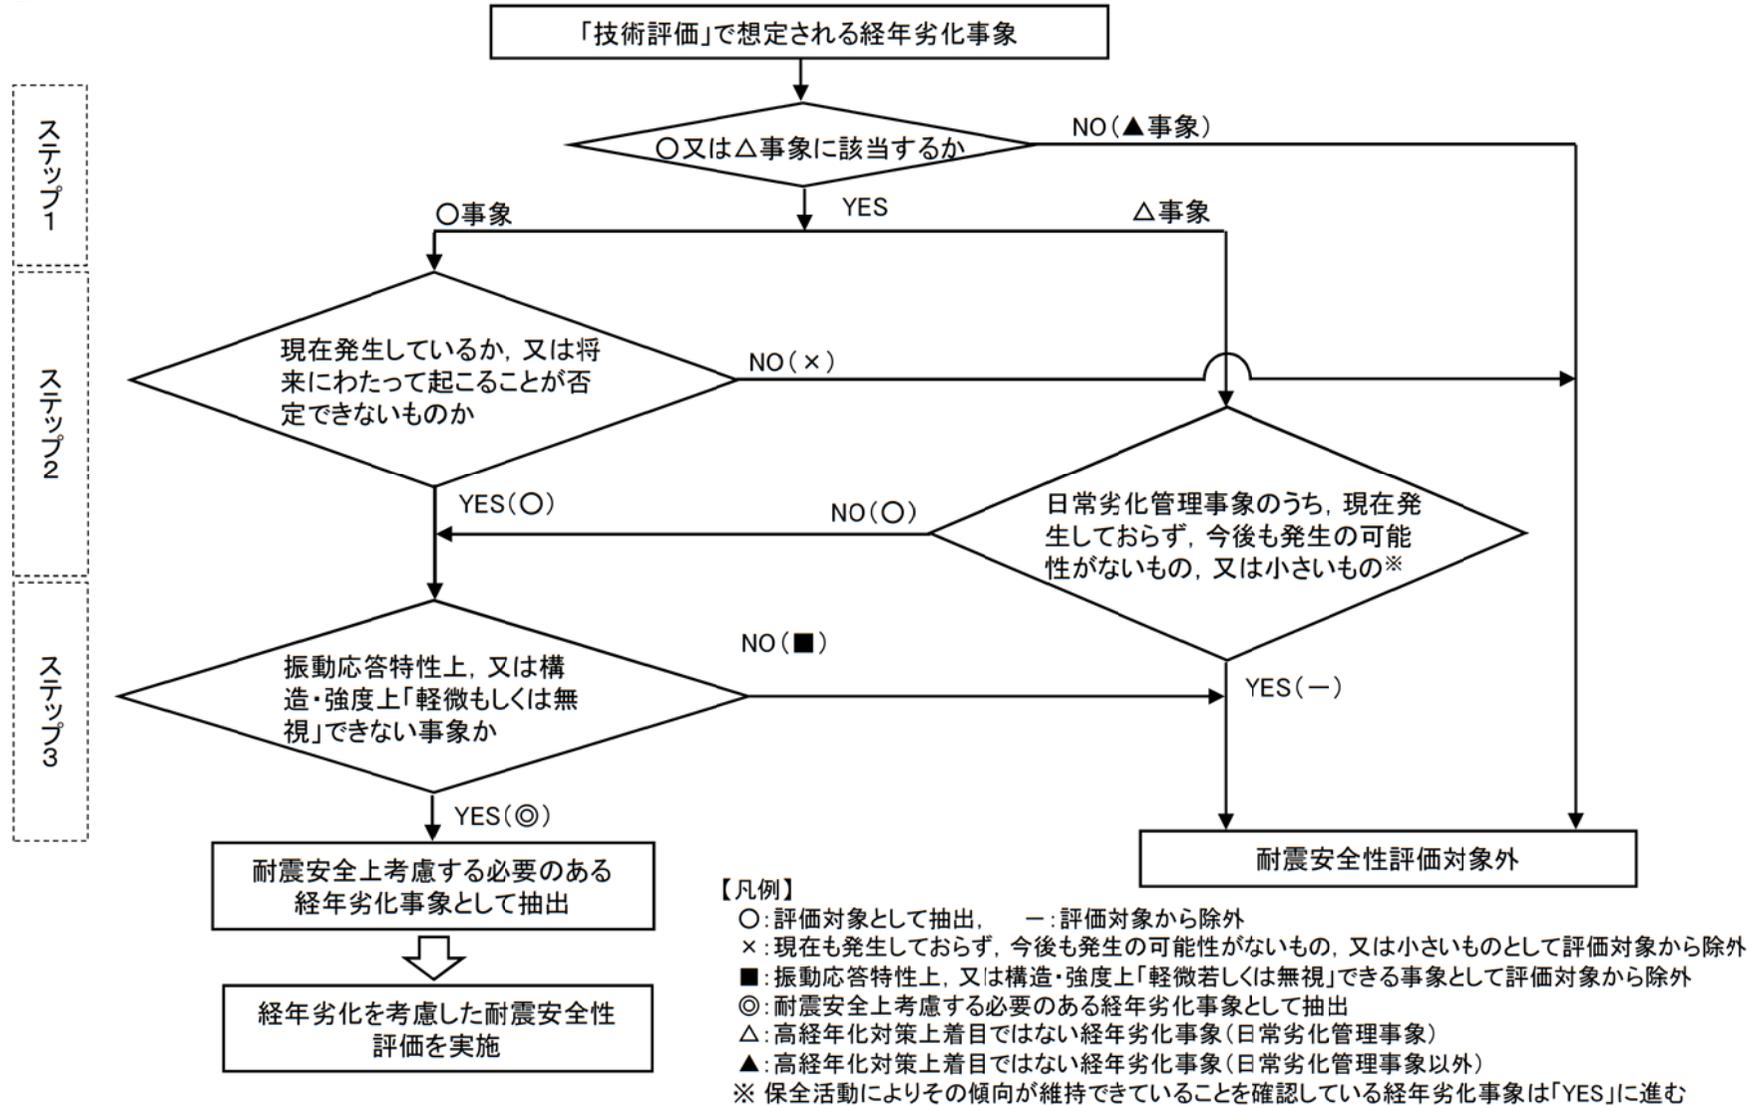 「技術評価」で想定される経年劣化事象
ステップ1
○又は△事象に該当するか
NO（▲事象）
YES
○事象
△事象
ステップ2
現在発生しているか，又は将
来にわたって起こることが否
定できないものか
NO（×）
YES（○）
NO（○）
日常劣化管理事象のうち，現在発
生しておらず，今後も発生の可能
性がないもの，又は小さいもの※
ステップ3
振動応答特性上，又は構
造・強度上「軽微もしくは無
視」できない事象か
NO（■）
YES（－）
YES（◎）
耐震安全上考慮する必要のある
経年劣化事象として抽出
耐震安全性評価対象外
経年劣化を考慮した耐震安全性
評価を実施
【凡例】
○：評価対象として抽出，　－：評価対象から除外
×：現在も発生しておらず，今後も発生の可能性がないもの，又は小さいものとして評価対象から除外
■：振動応答特性上，又は構造・強度上「軽微若しくは無視」できる事象として評価対象から除外
◎：耐震安全上考慮する必要のある経年劣化事象として抽出
△：高経年化対策上着目ではない経年劣化事象（日常劣化管理事象）
▲：高経年化対策上着目ではない経年劣化事象（日常劣化管理事象以外）
※ 保全活動によりその傾向が維持できていることを確認している経年劣化事象は「YES」に進む